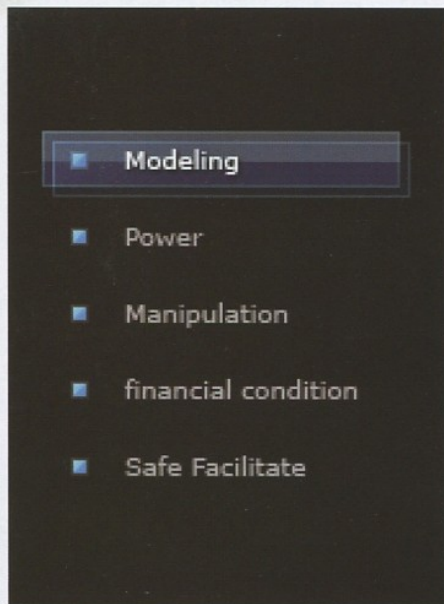 Modeling
Power
Manipulation
financial condition
Safe Facilitate